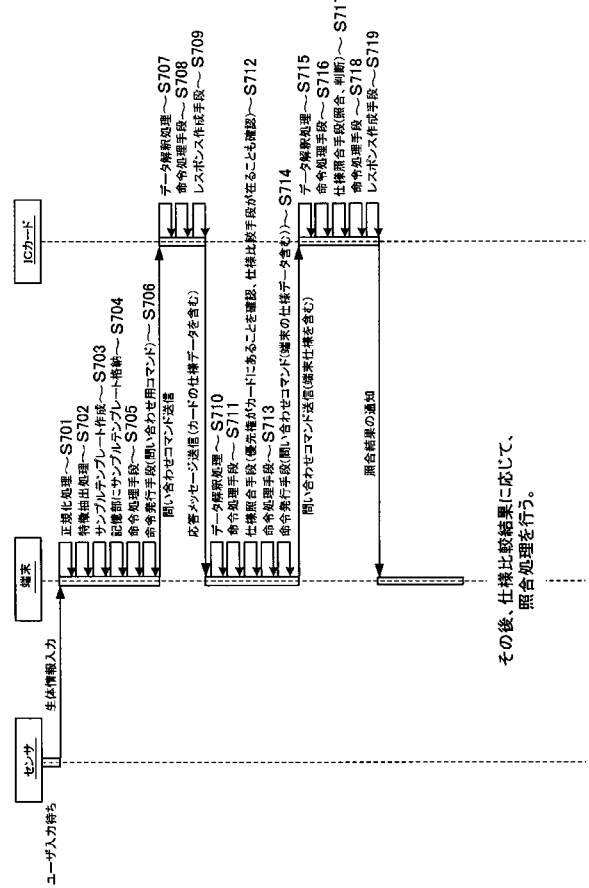 センサ
端末
ICカード
ユーザ入力待ち
生体情報入力
正規化処理～S701
特徴抽出処理～S702
サンプルテンプレート作成～S703
記憶部にサンプルテンプレート格納～S704
命令処理手段～S705
命令発行手段(問い合わせ用コマンド)～S706
問い合わせコマンド送信
データ解釈処理～S707
命令処理手段～S708
レスポンス作成手段～S709
応答メッセージ送信(カードの仕様データを含む)
データ解釈処理～S710
命令処理手段～S711
仕様照合手段(優先権がカードにあることを確認、仕様比較手段が在ることも確認)～S712
命令処理手段～S713
命令発行手段(問い合わせコマンド(端末の仕様データ含む))～S714
問い合わせコマンド送信(端末仕様を含む)
データ解釈処理～S715
命令処理手段～S716
仕様照合手段(照合、判断)～S717
命令処理手段～S718
レスポンス作成手段～S719
照合結果の通知
その後、仕様比較結果に応じて、
照合処理を行う。